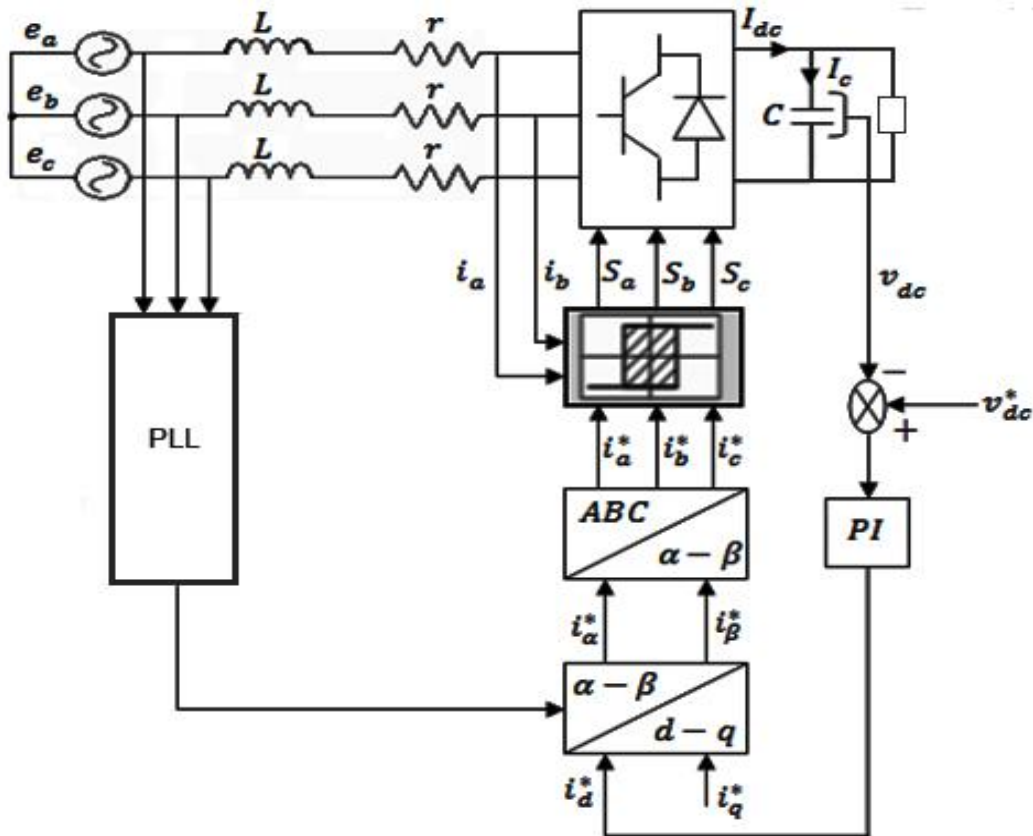 e_a
L
r
I_dc
e_b
L
r
C
I_c
e_c
L
r
i_a
i_b
S_a
S_b
S_c
v_dc
−
v*_dc
+
PLL
i*_a
i*_b
i*_c
ABC
α − β
PI
i*_α
i*_β
α − β
d − q
i*_d
i*_q